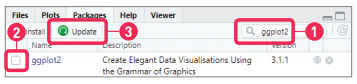 Files Plots Packages Help Viewer
nstall Update ggplot2
Name Description Version
ggplot2 Create Elegant Data Visualisations Using the Grammar of Graphics 3.1.1
2
3
1